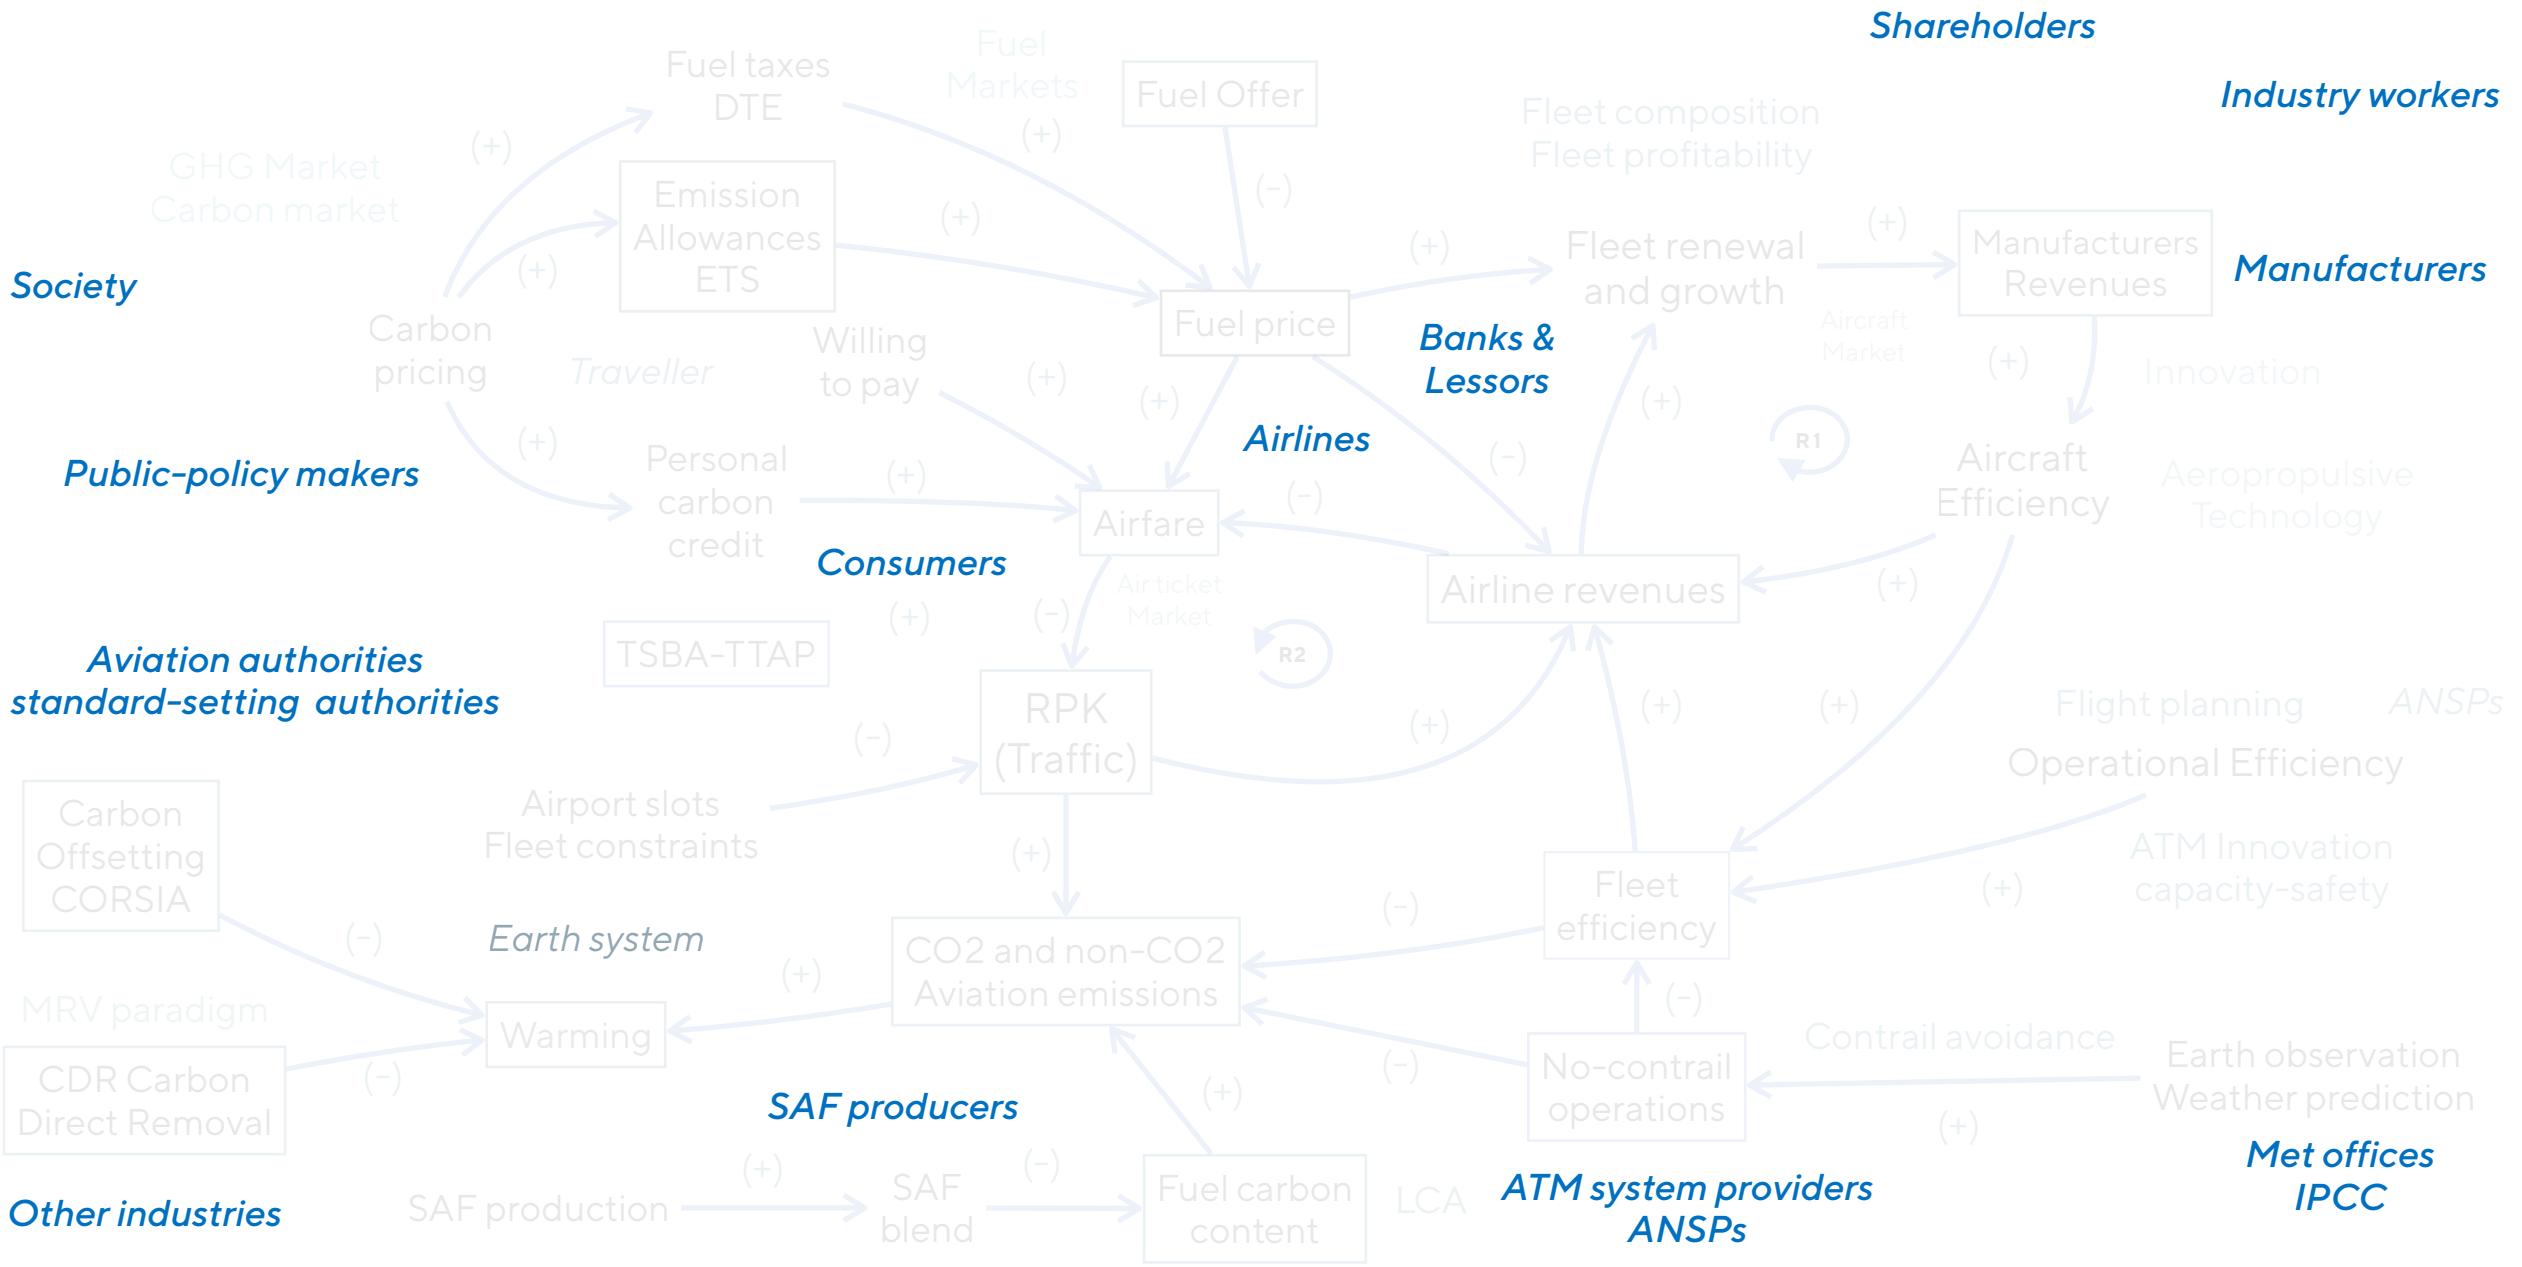 Shareholders
Industry workers
Fuel taxes
DTE
Fuel
Markets
(+)
Fuel Offer
Fleet composition
Fleet profitability
(+)
GHG Market
Carbon market
Emission
Allowances
ETS
(+)
(-)
(+)
(+)
(+)
Fleet renewal
and growth
Manufacturers
Revenues
Manufacturers
Society
Carbon
pricing
Traveller
Willing
to pay
Fuel price
Banks &
Lessors
Aircraft
Market
(+)
Innovation
(+)
(+)
(+)
R1
Public-policy makers
(+)
Personal
carbon
credit
(+)
Airlines
(-)
(-)
Aircraft
Efficiency
Aeropropulsive
Technology
Airfare
Consumers
Air ticket
Market
Airline revenues
(+)
(+)
(-)
TSBA-TTAP
R2
Aviation authorities
standard-setting authorities
RPK
(Traffic)
(-)
(+)
(+)
(+)
Flight planning
ANSPs
Operational Efficiency
Carbon
Offsetting
CORSIA
Airport slots
Fleet constraints
(+)
Fleet
efficiency
ATM Innovation
capacity-safety
(+)
(-)
(-)
Earth system
(+)
CO2 and non-CO2
Aviation emissions
(-)
MRV paradigm
Warming
CDR Carbon
Direct Removal
(-)
No-contrail
operations
(-)
Contrail avoidance
Earth observation
Weather prediction
(+)
SAF producers
(+)
Met offices
IPCC
Other industries
SAF production
(+)
SAF
blend
(-)
Fuel carbon
content
LCA
ATM system providers
ANSPs